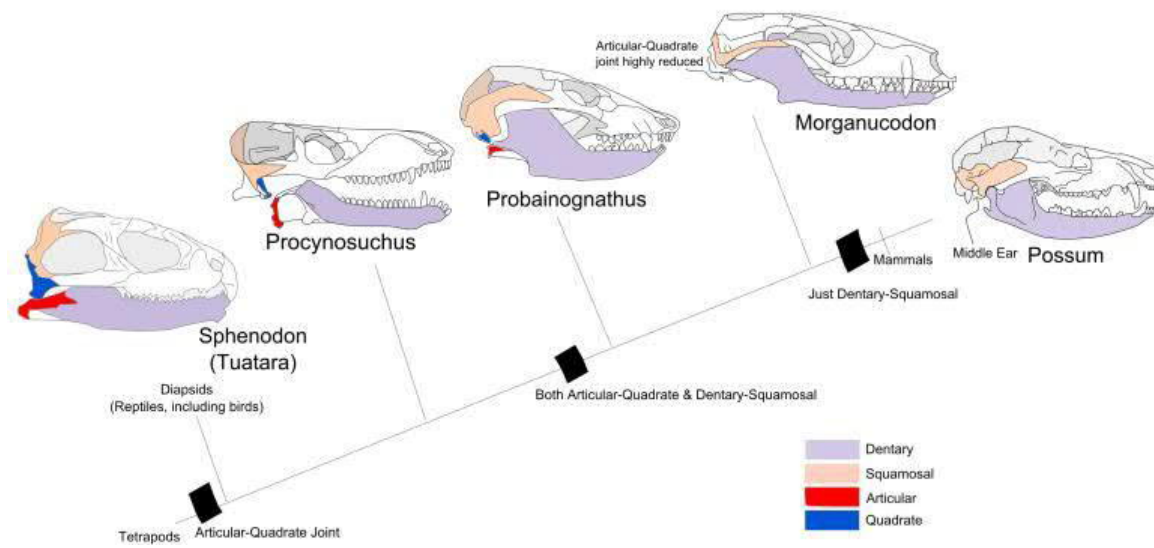 Articular-Quadrate
joint highly reduced
Morganucodon
Probainognathus
Procynosuchus
Middle Ear
Possum
Mammals
Just Dentary-Squamosal
Sphenodon
(Tuatara)
Diapsids
(Reptiles, including birds)
Both Articular-Quadrate & Dentary-Squamosal
Tetrapods
Articular-Quadrate Joint
Dentary
Squamosal
Articular
Quadrate